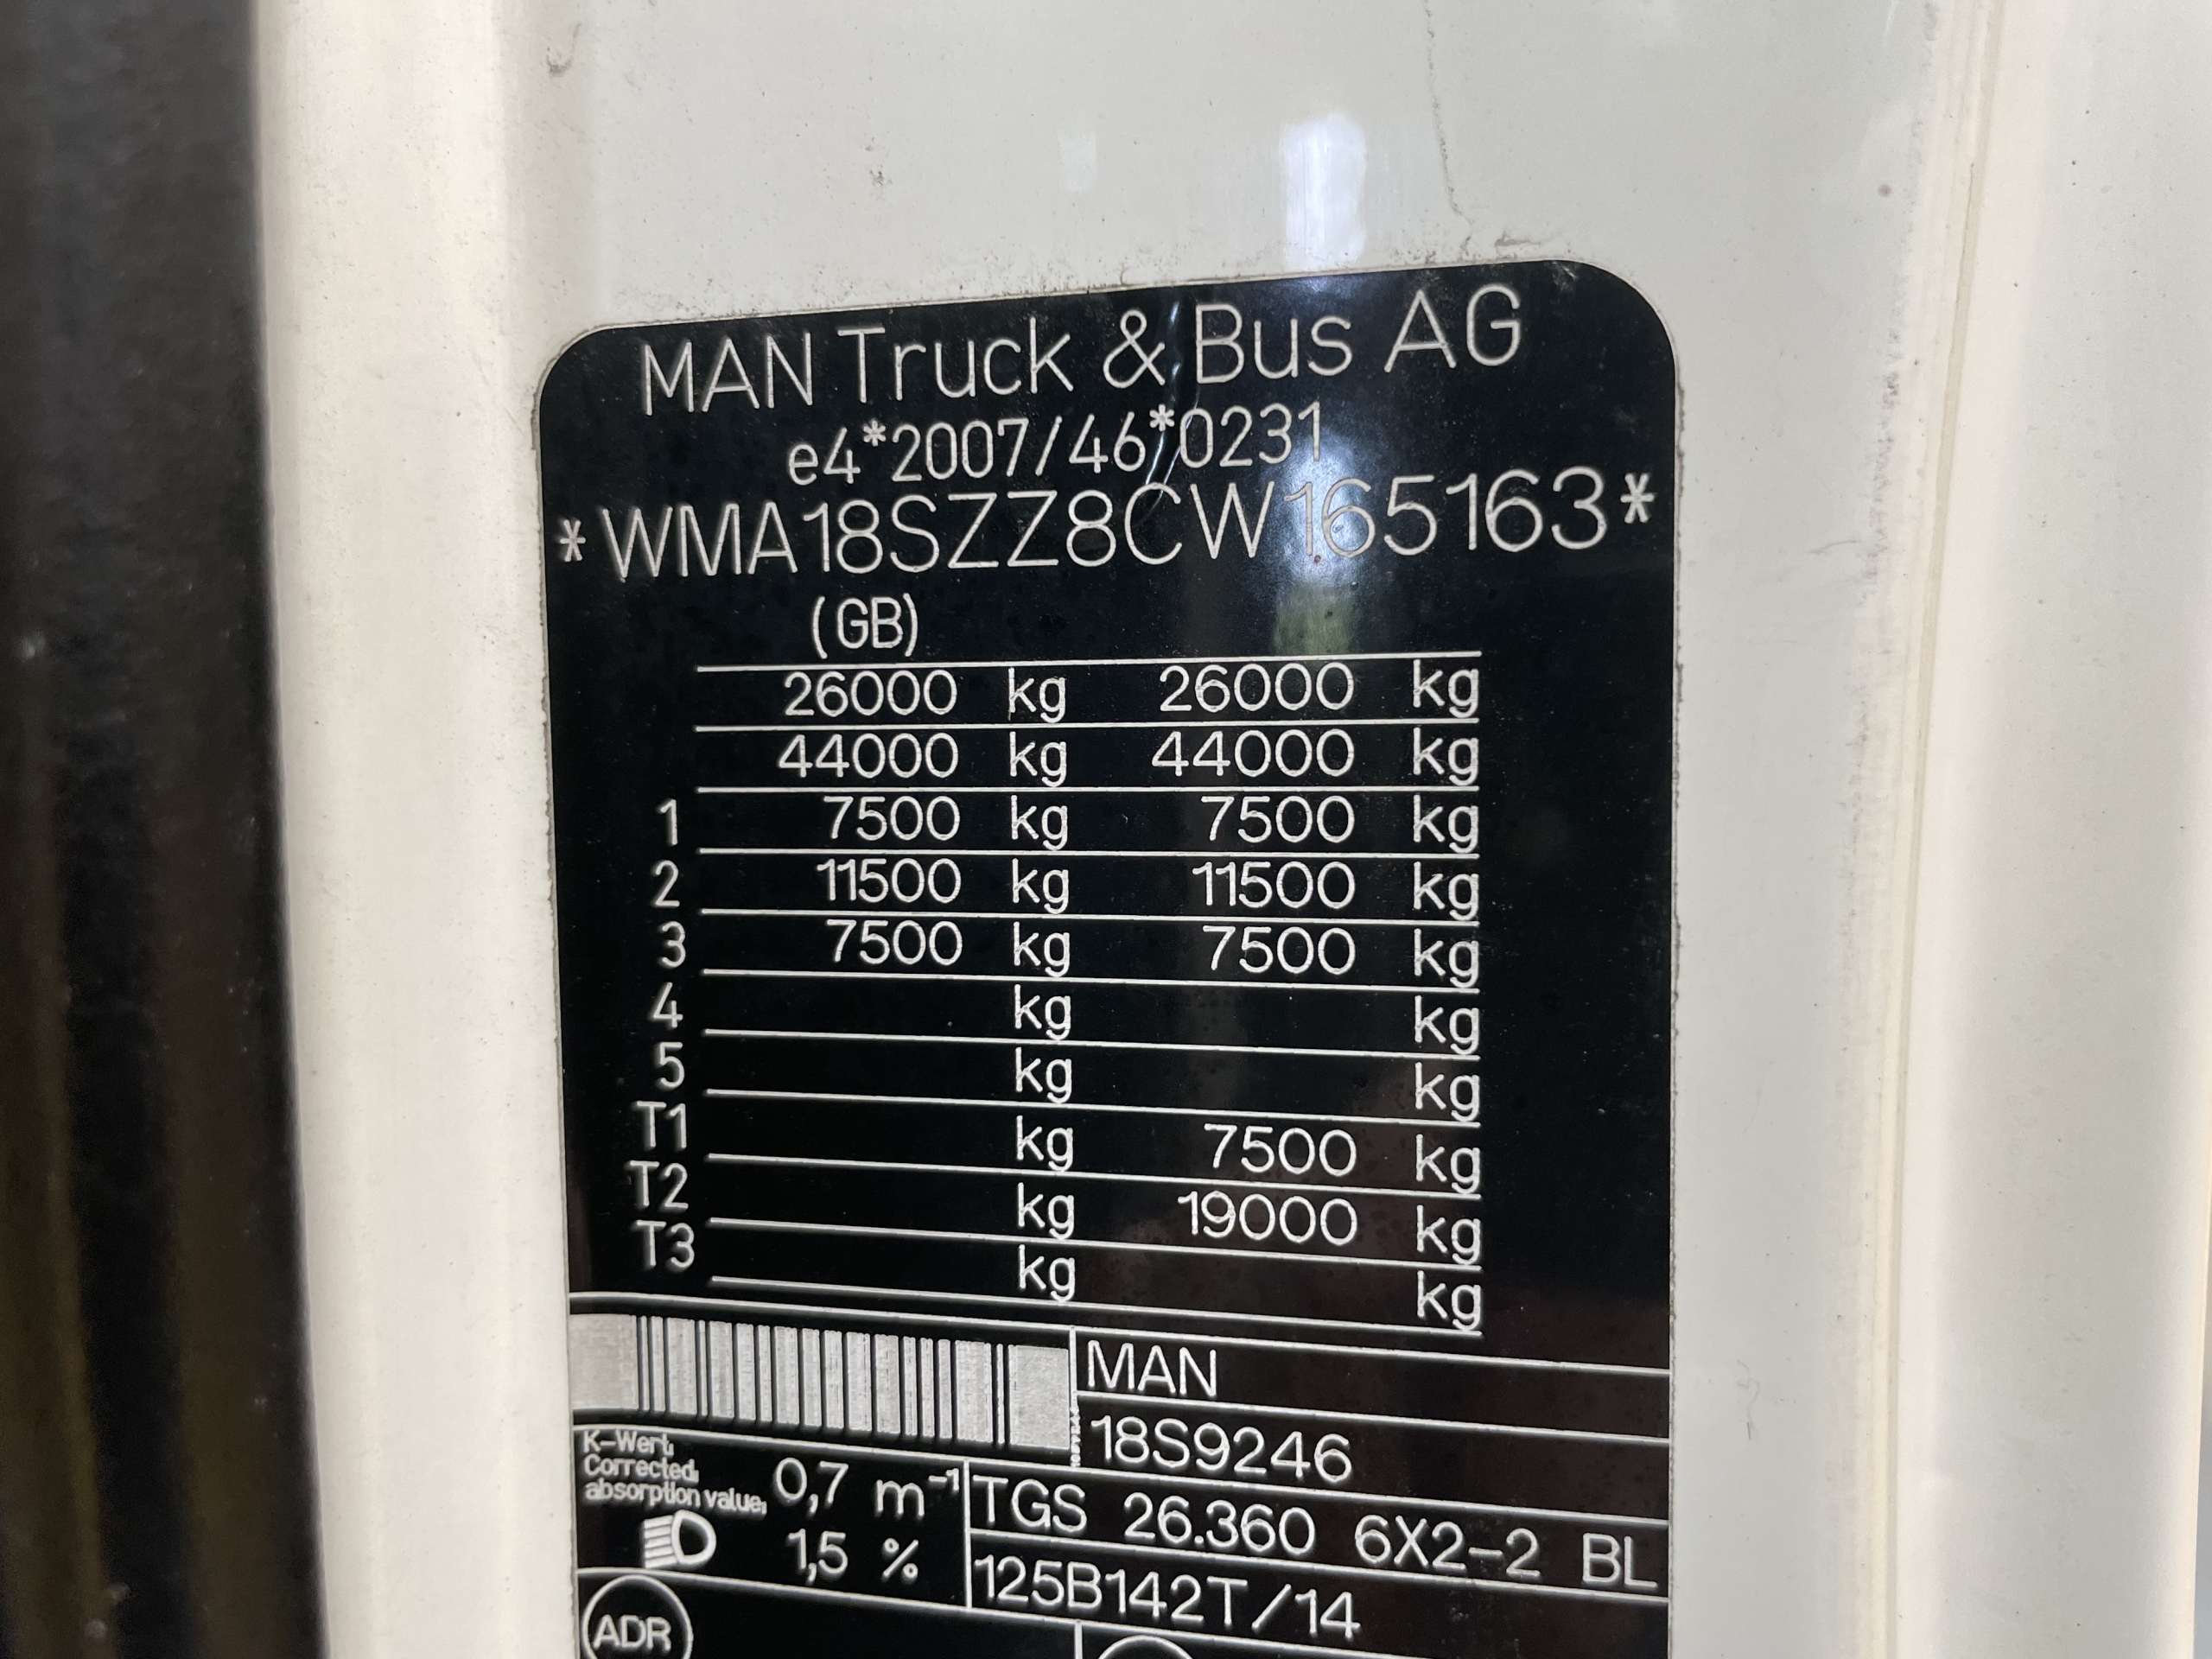 MAN Truck & Bus AG
e4*2007/46*0231
*WMA18SZZ8CW165163*
(GB)
26000 kg 26000 kg
44000 kg 44000 kg
1 7500 kg 7500 kg
2 11500 kg 11500 kg
3 7500 kg 7500 kg
4 kg kg
5 kg kg
T1 kg 7500 kg
T2 kg 19000 kg
T3 kg kg
MAN
18S9246
K-Wert,
Corrected,
absorption value, 0,7 m⁻¹
1,5 %
TGS 26.360 6X2-2 BL
125B142T/14
ADR